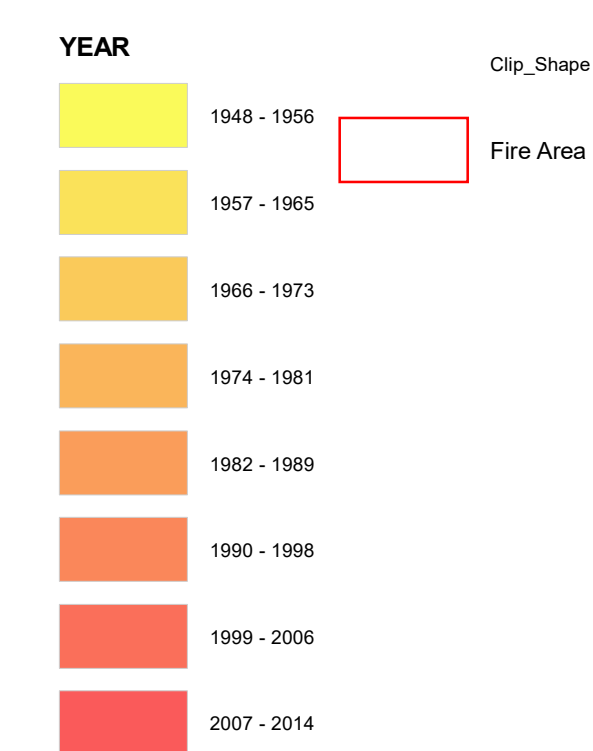 YEAR
1948 - 1956
1957 - 1965
1966 - 1973
1974 - 1981
1982 - 1989
1990 - 1998
1999 - 2006
2007 - 2014
Clip_Shape
Fire Area